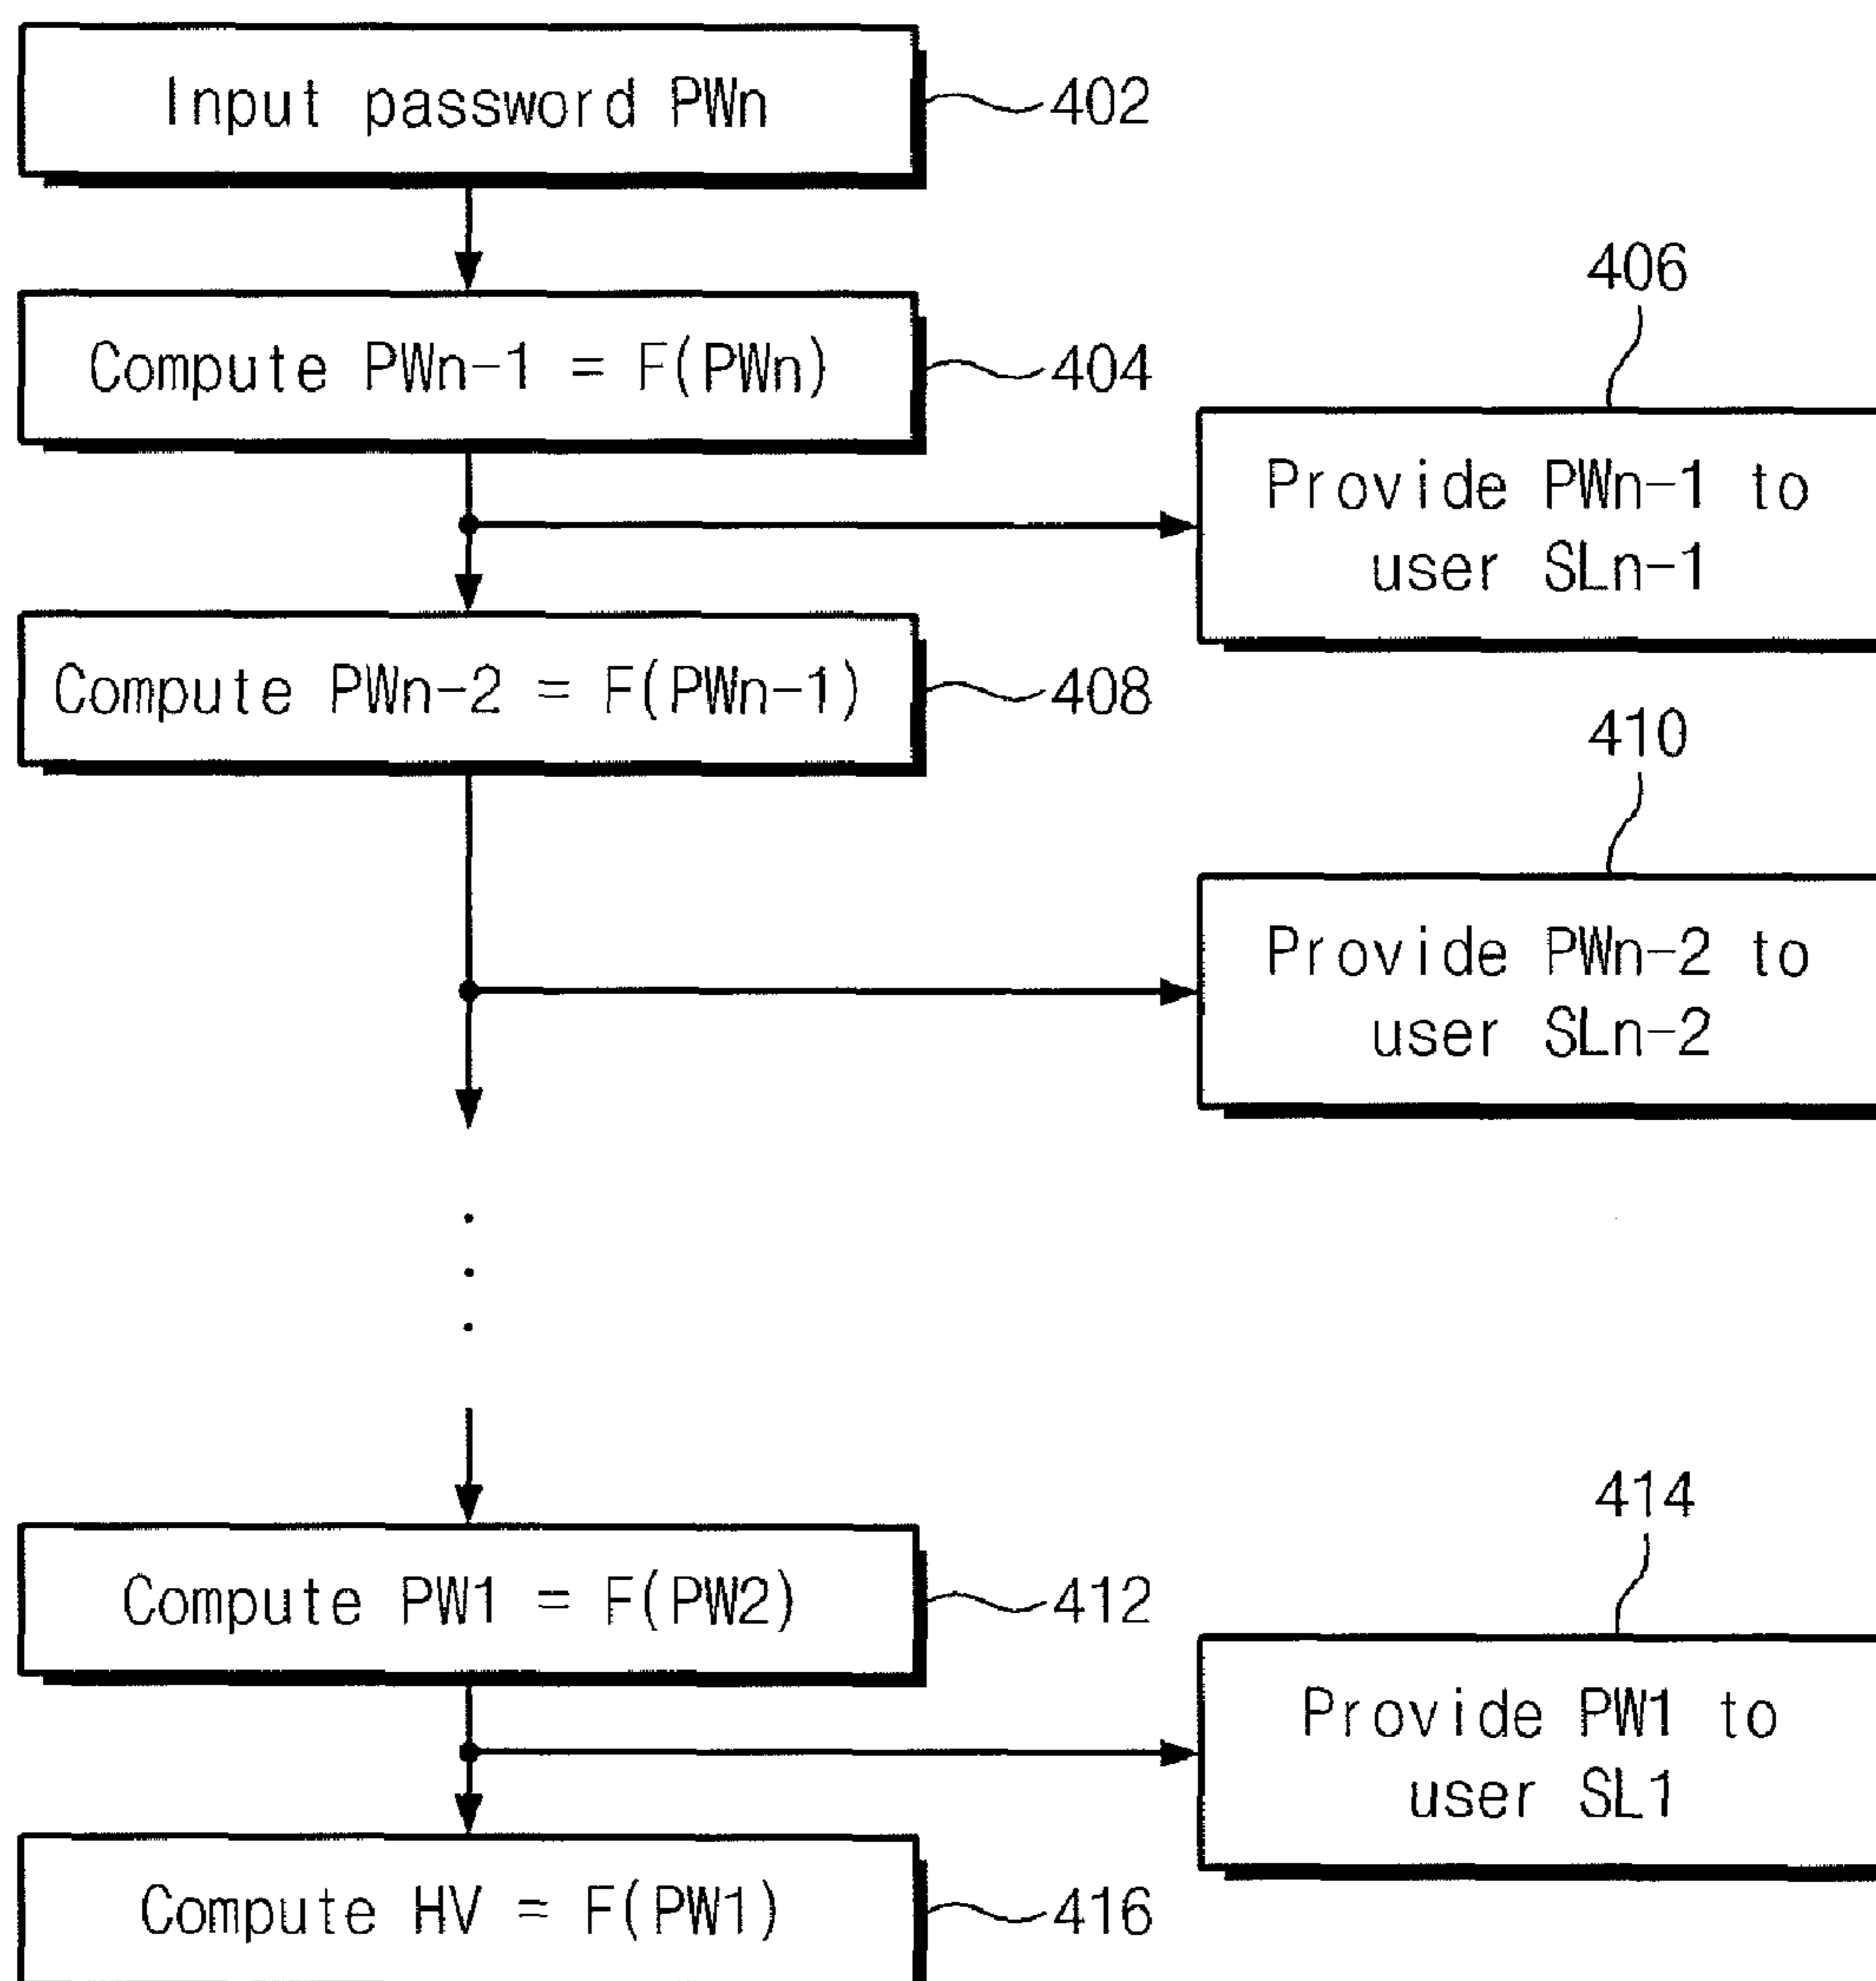 Input password PWn
402
Compute PWn-1 = F(PWn)
404
406
Provide PWn-1 to
user SLn-1
Compute PWn-2 = F(PWn-1)
408
410
Provide PWn-2 to
user SLn-2
Compute PW1 = F(PW2)
412
414
Provide PW1 to
user SL1
Compute HV = F(PW1)
416